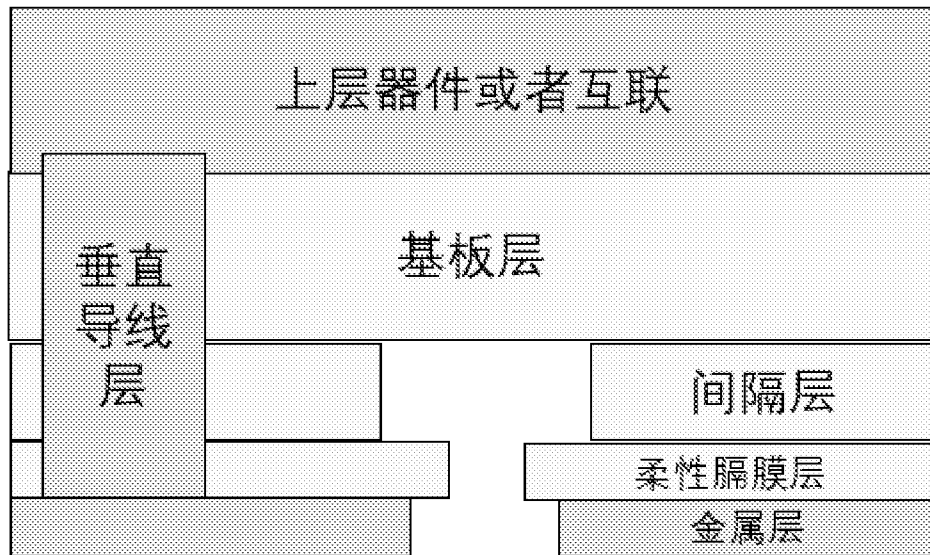 上层器件或者互联
基板层
垂直
导线
层
间隔层
柔性膈膜层
金属层